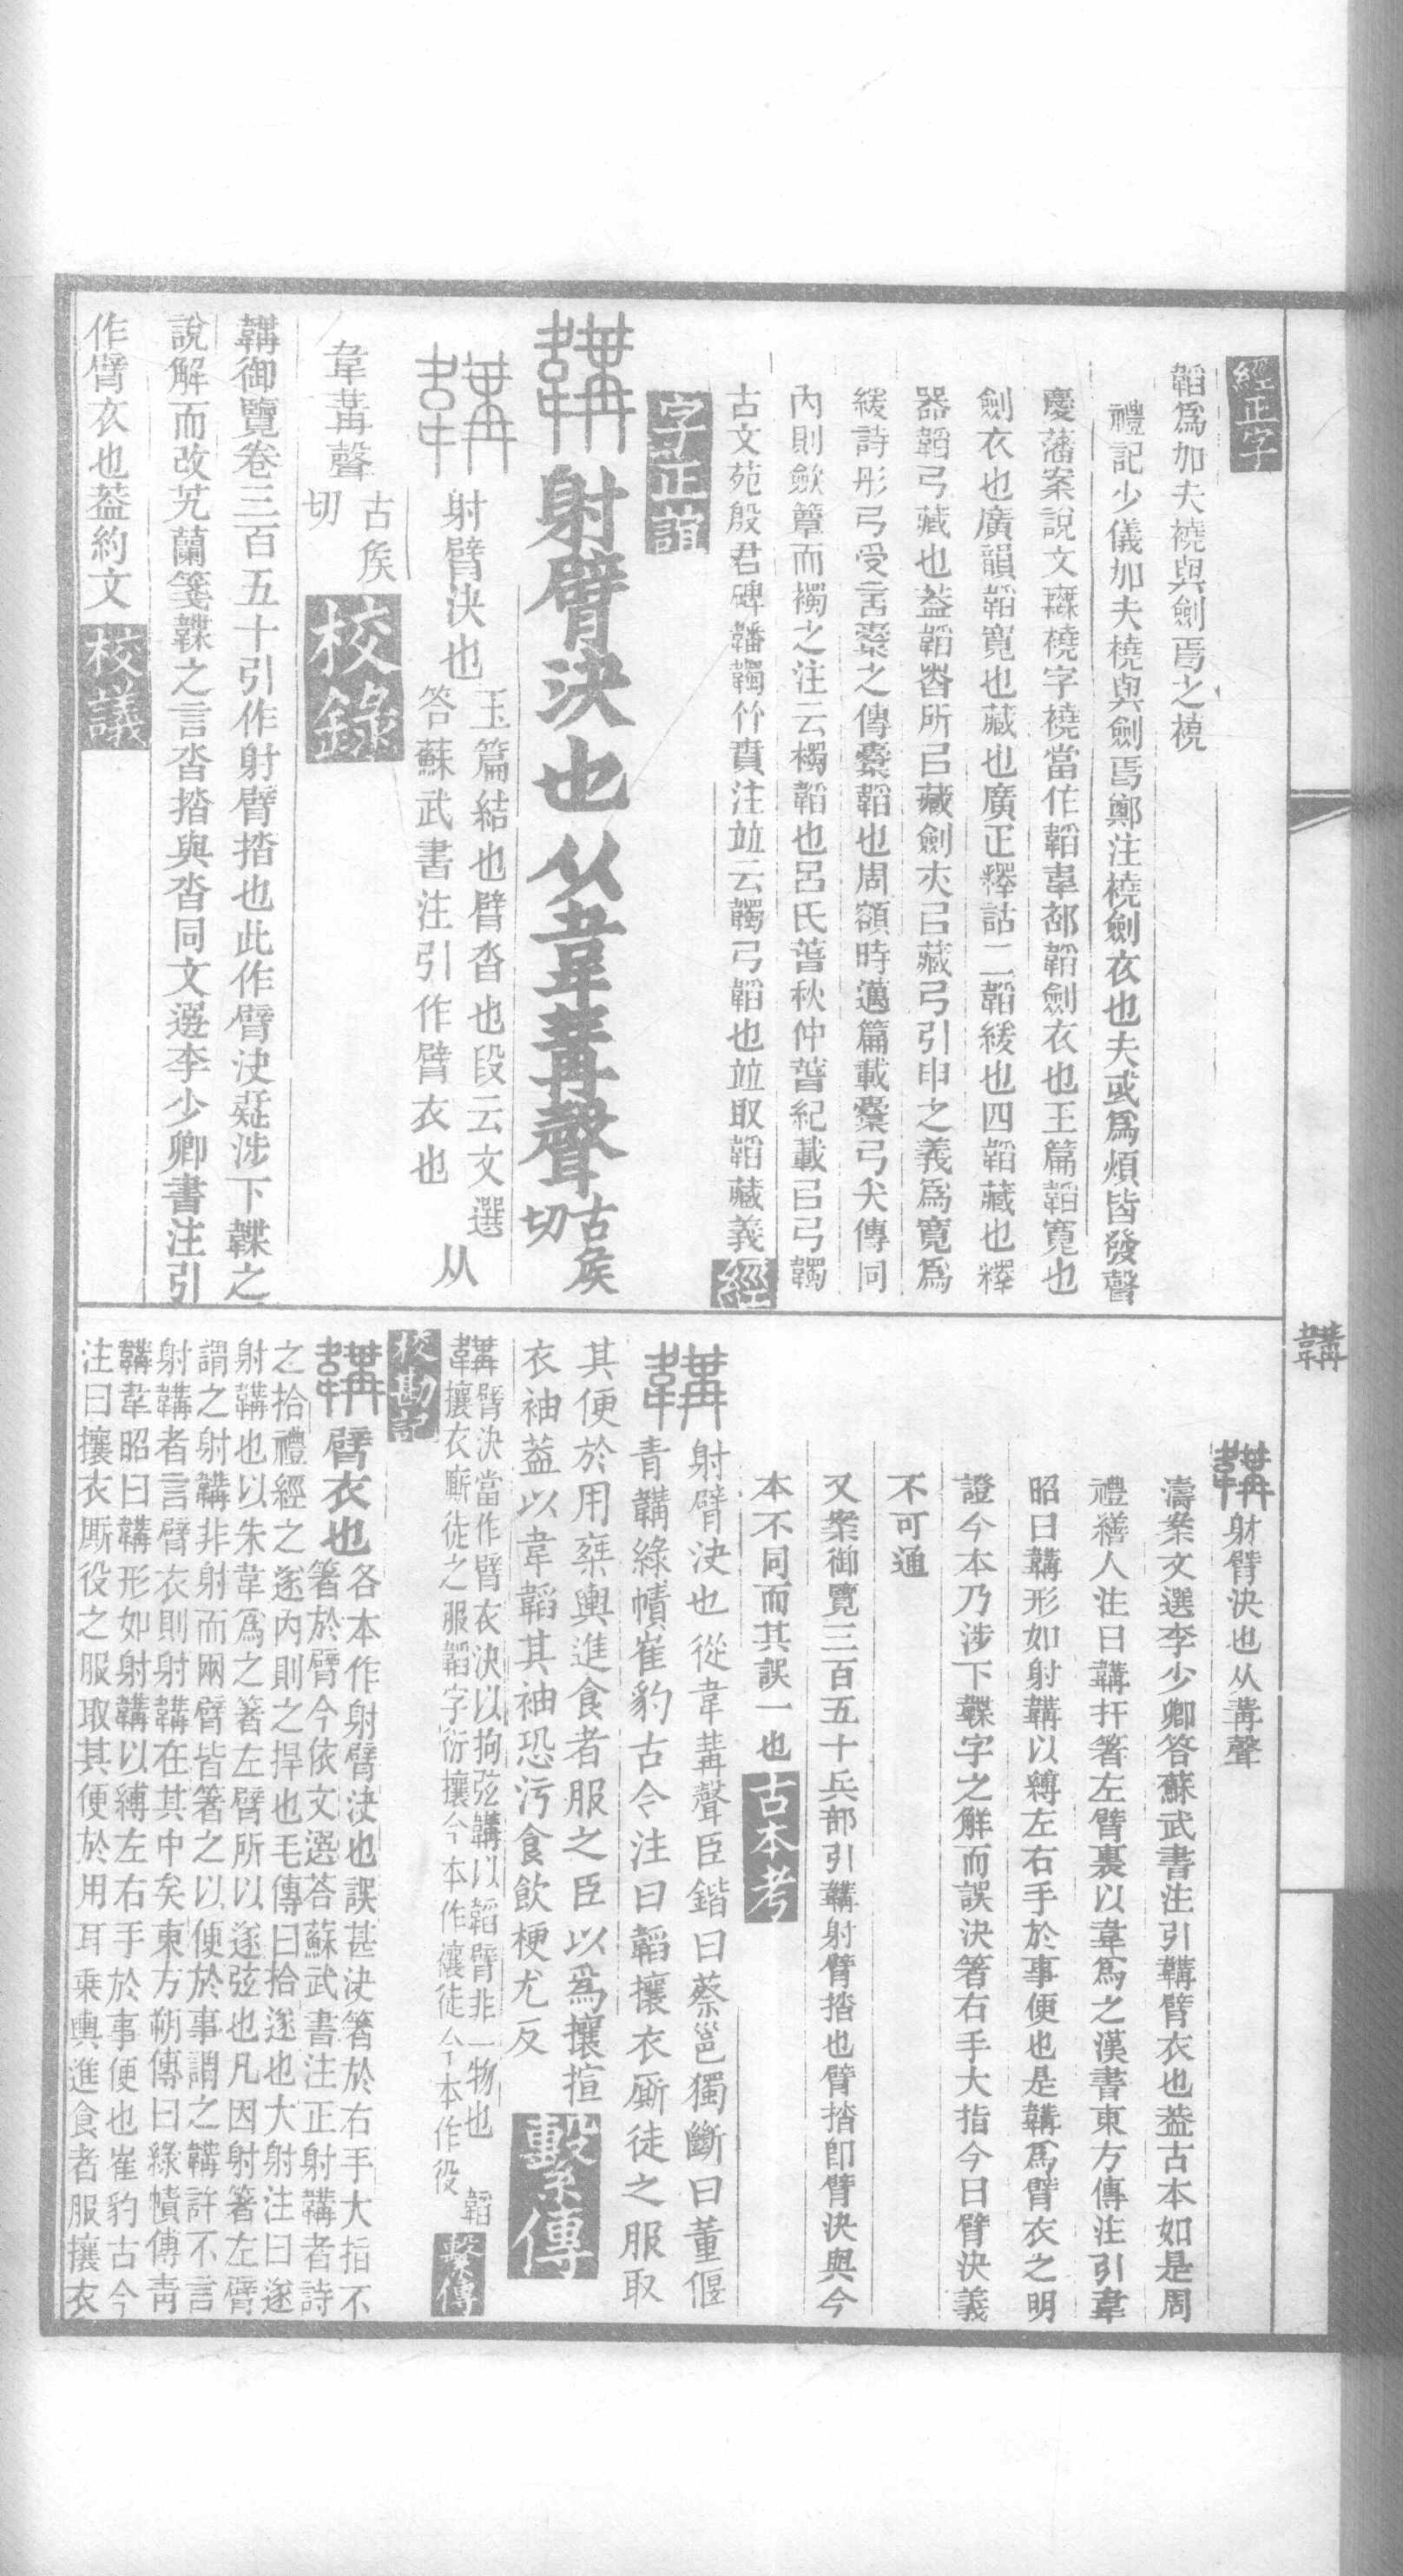 經正字
韜爲加夫襓與劍焉之襓
禮記少儀加夫橈與劍焉鄭注襓劍衣也夫或爲煩皆發聲
慶藩案說文無橈字襓當作韜韋部韜劍衣也玉篇韜寬也
劍衣也廣韻韜寬也藏也廣正釋詁二韜緩也四韜藏也釋
器韜弓藏也葢韜本所㠯藏劍亦㠯藏弓引申之義爲寬爲
緩詩彤弓受言櫜之傳櫜韜也周頌時邁篇載櫜弓矢傳同
內則斂簟而襡之注云襡韜也呂氏萅秋仲萅紀載㠯弓韣
古文苑殷君碑韣竹賁注竝云韣弓韜也竝取韜藏義經
字正誼
韝射臂決也从韋冓聲古矦切
韝射臂決也玉篇結也臂沓也段云文選答蘇武書注引作臂衣也从
韋冓聲古矦切校錄
韝御覽卷三百五十引作射臂揩也此作臂決疑涉下韘之
說解而改芄蘭箋韘之言沓揩與沓同文選李少卿書注引
作臂衣也葢約文校議
韝
韝射臂決也从冓聲
濤案文選李少卿答蘇武書注引韝臂衣也葢古本如是周
禮繕人注曰韝扞箸左臂裏以韋爲之漢書東方傳注引韋
昭曰韝形如射韝以縛左右手於事便也是韝爲臂衣之明
證今本乃涉下韘字之解而誤決箸右手大指今日臂決義
不可通
又案御覽三百五十兵部引韝射臂揩也臂揩卽臂決與今
本不同而其誤一也古本考
韝射臂決也從韋冓聲臣鍇曰蔡邕獨斷曰董偃
青韝綠幘崔豹古今注曰韜攘衣厮徒之服取
其便於用椉輿進食者服之臣以爲攘揎
衣袖葢以韋韜其袖恐污食飲梗尤反繫傳
韝臂決當作臂衣決以拘弦韝以韜臂非一物也韜
攘衣廝徒之服韜字衍攘今本作攘徒今本作役繫傳
校勘記
韝臂衣也各本作射臂決也誤甚決箸於右手大指不
箸於臂今依文選荅蘇武書注正射韝者詩
之拾禮經之遂內則之捍也毛傳曰拾遂也大射注曰遂
射韝也以朱韋爲之著左臂所以遂弦也凡因射箸左臂
謂之射韝非射而兩臂皆箸之以便於事謂之韝許不言
射韝者言臂衣則射韝在其中矣東方朔傳曰綠幘傅青
韝韋昭曰韝形如射韝以縛左右手於事便也崔豹古今
注曰攘衣厮役之服取其便於用耳乘輿進食者服攘衣